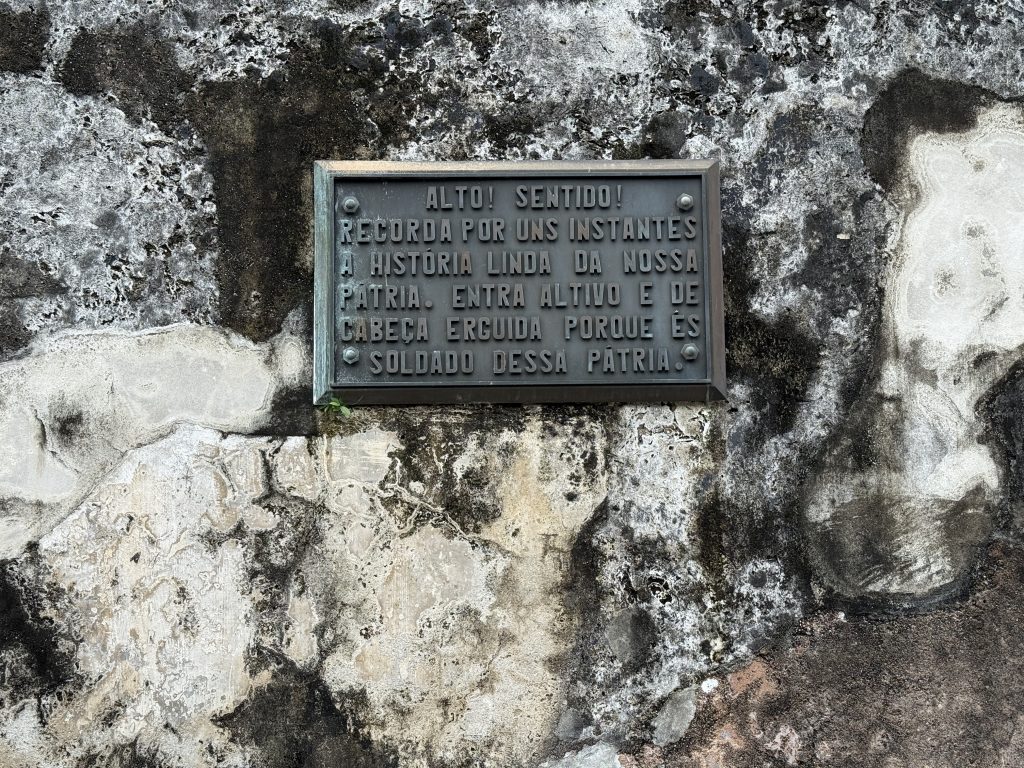 ALTO! SENTIDO!
RECORDA POR UNS INSTANTES
A HISTÓRIA LINDA DA NOSSA
PÁTRIA. ENTRA ALTIVO E DE
CABEÇA ERGUIDA PORQUE ÉS
SOLDADO DESSA PÁTRIA.